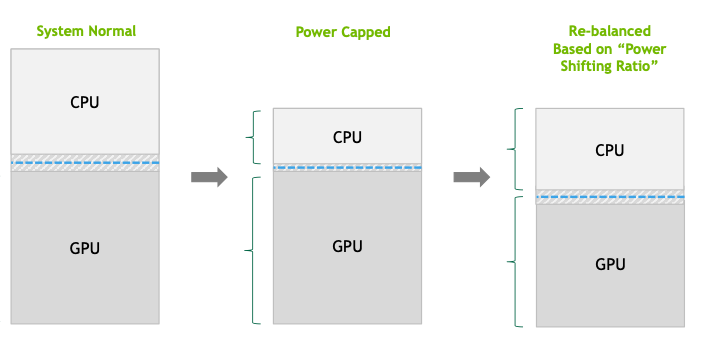 System Normal
CPU
GPU
Power Capped
CPU
GPU
Re-balanced
Based on “Power
Shifting Ratio”
CPU
GPU